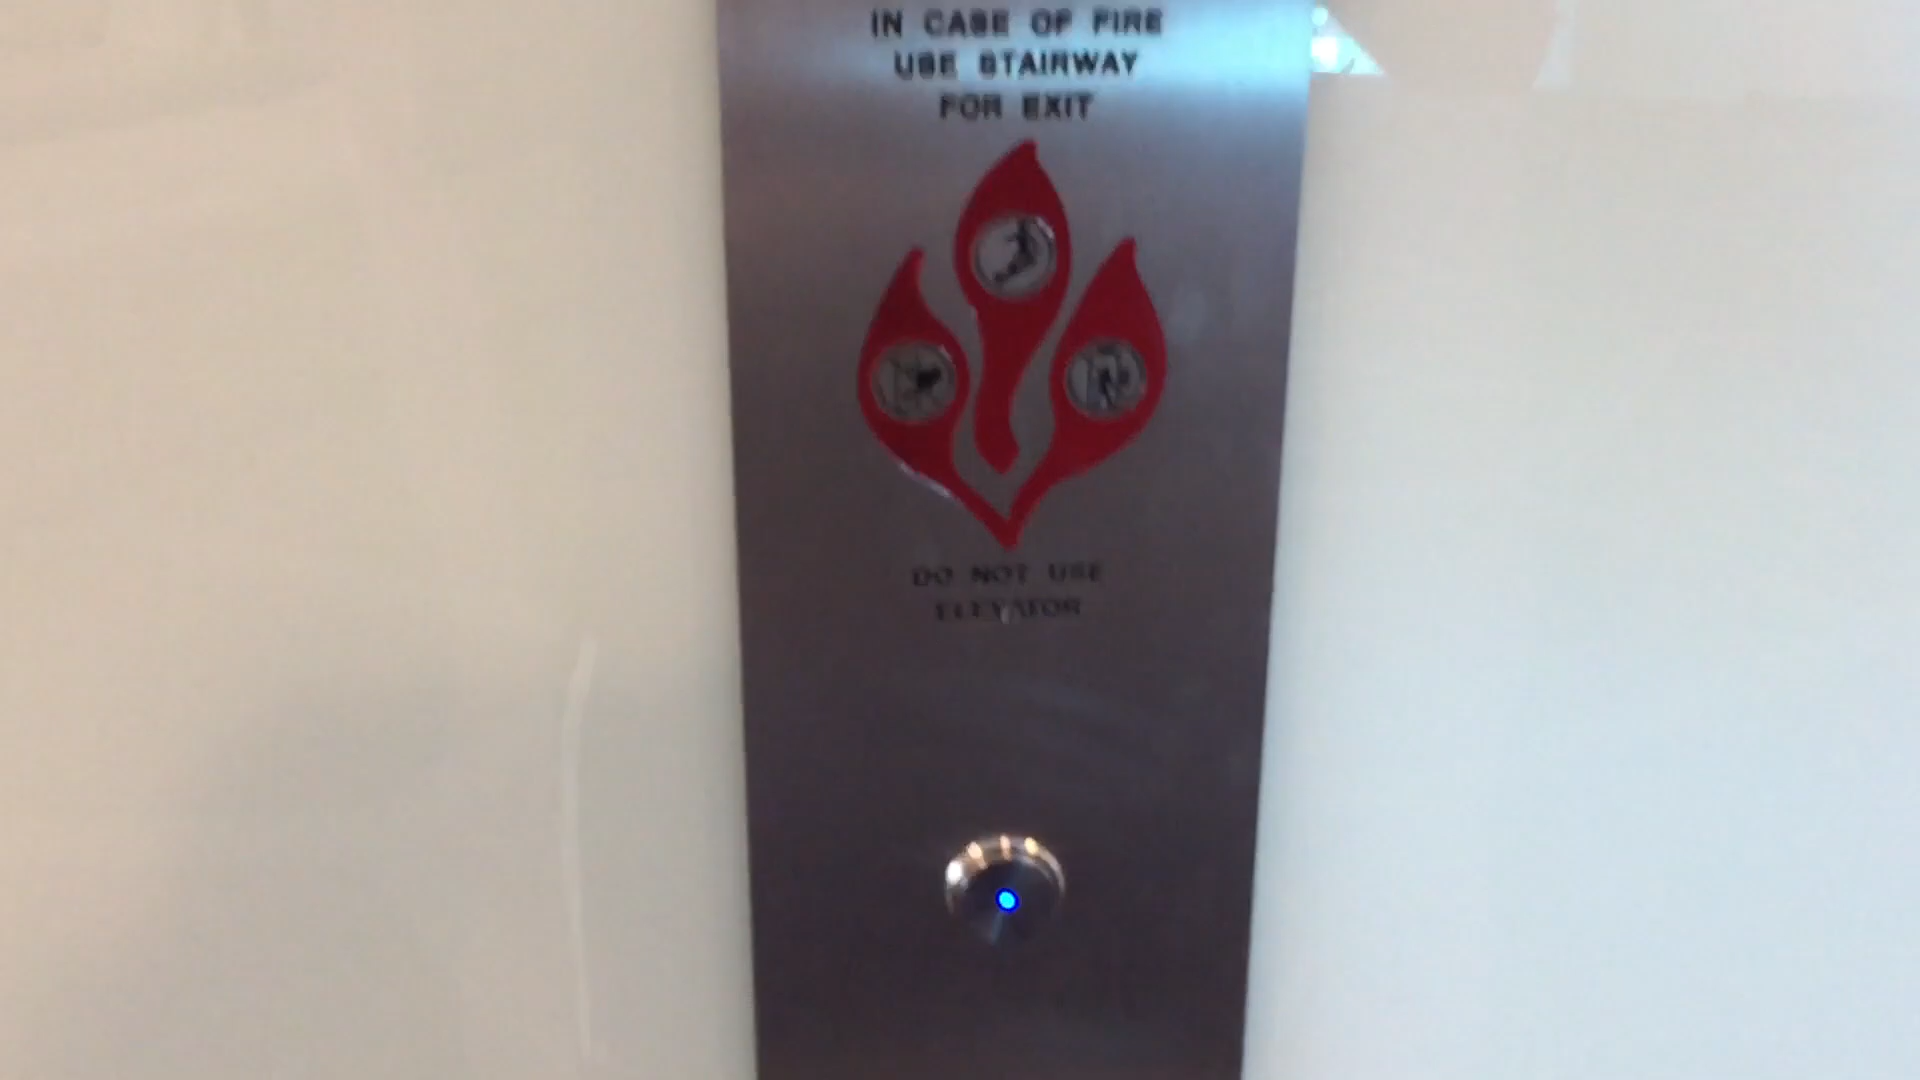 IN CASE OF FIRE
USE STAIRWAY
FOR EXIT
DO NOT USE
ELEVATOR